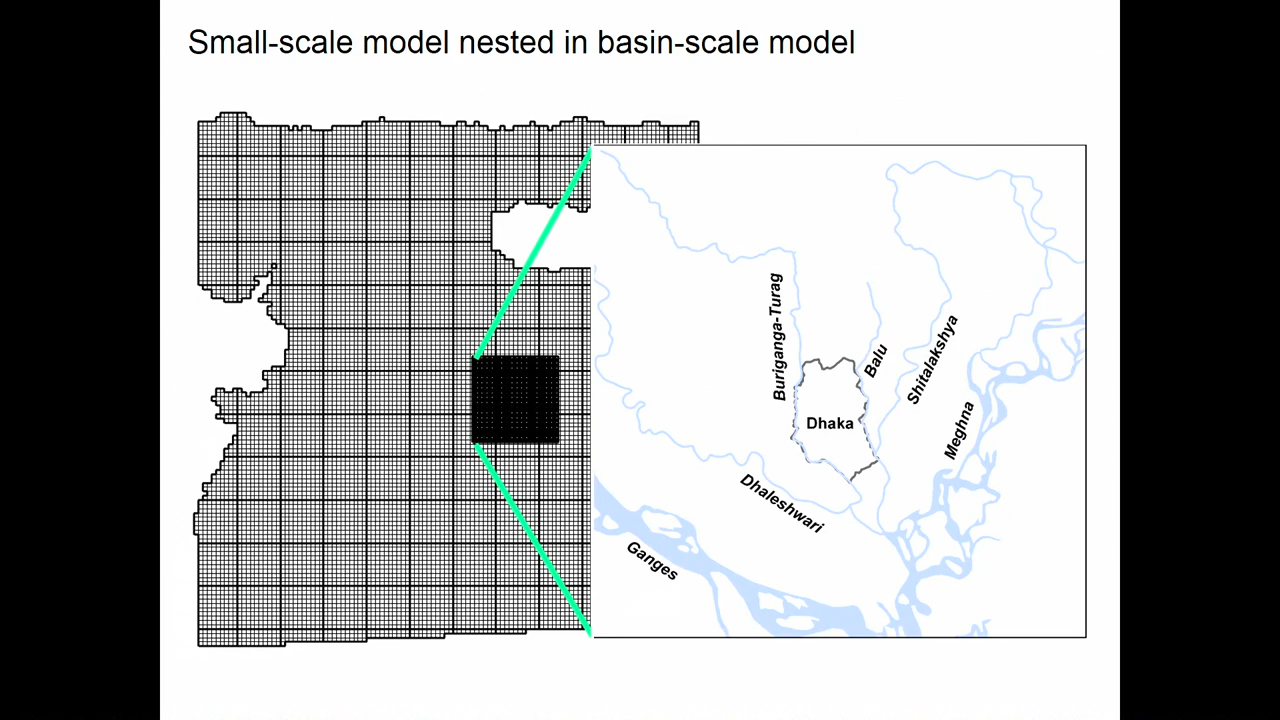 Small-scale model nested in basin-scale model
Buriganga-Turag
Balu
Shitalakshya
Meghna
Dhaka
Dhaleshwari
Ganges